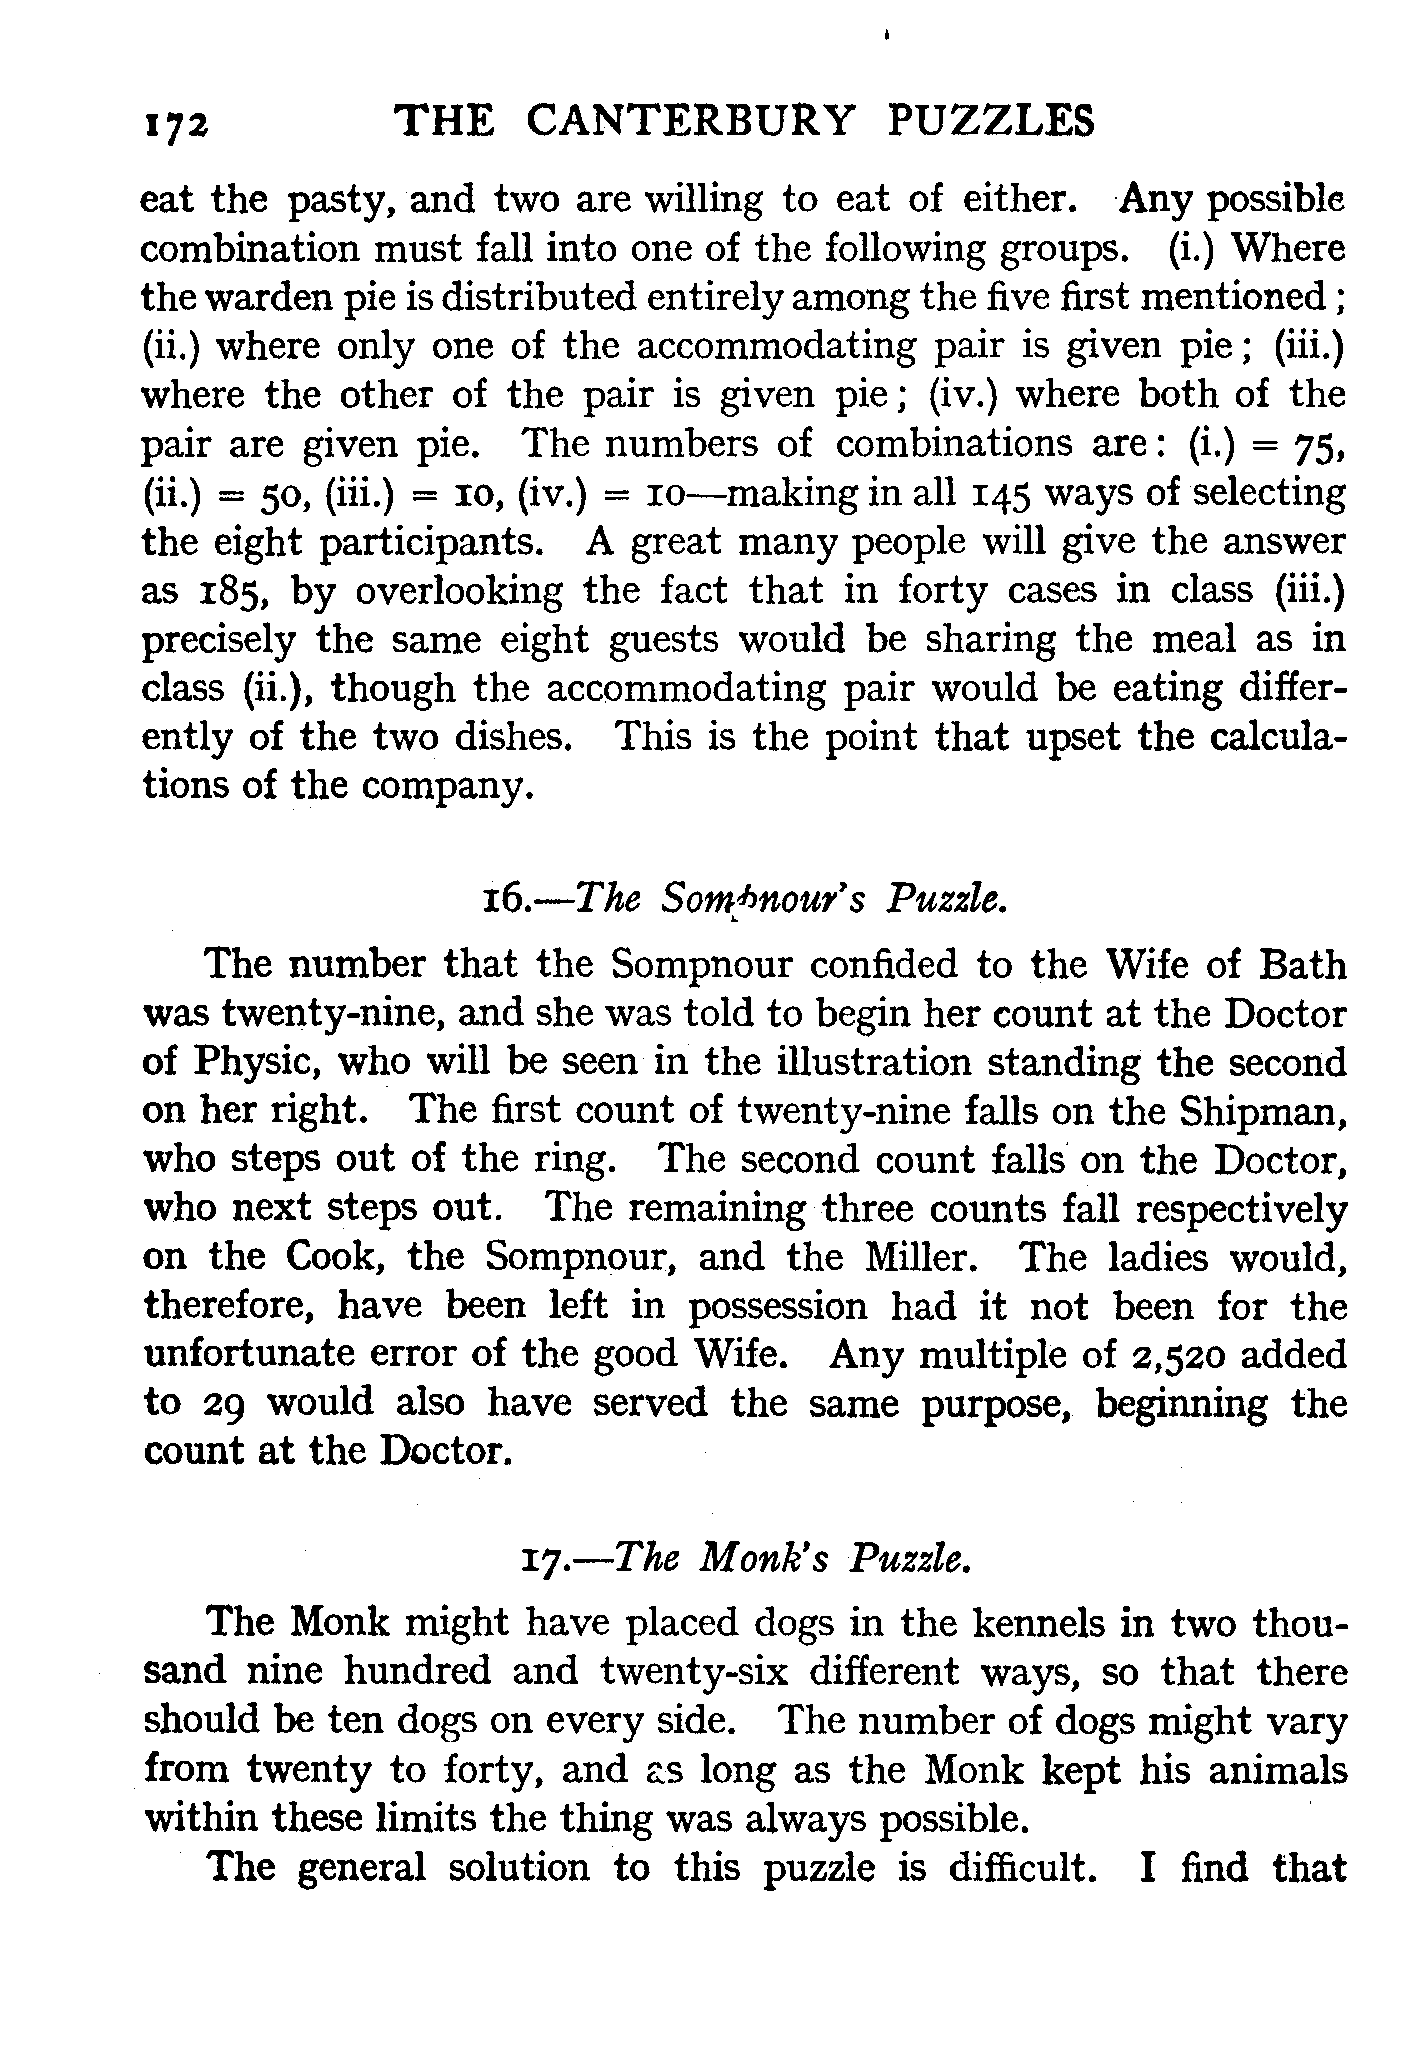 172 THE CANTERBURY PUZZLES
eat the pasty, and two are willing to eat of either. Any possible
combination must fall into one of the following groups. (i.) Where
the warden pie is distributed entirely among the five first mentioned ;
(ii.) where only one of the accommodating pair is given pie ; (iii.)
where the other of the pair is given pie ; (iv.) where both of the
pair are given pie. The numbers of combinations are : (i.) = 75,
(ii.) = 50, (iii.) = 10, (iv.) = 10—making in all 145 ways of selecting
the eight participants. A great many people will give the answer
as 185, by overlooking the fact that in forty cases in class (iii.)
precisely the same eight guests would be sharing the meal as in
class (ii.), though the accommodating pair would be eating differ-
ently of the two dishes. This is the point that upset the calcula-
tions of the company.
16.—The Sompnour's Puzzle.
The number that the Sompnour confided to the Wife of Bath
was twenty-nine, and she was told to begin her count at the Doctor
of Physic, who will be seen in the illustration standing the second
on her right. The first count of twenty-nine falls on the Shipman,
who steps out of the ring. The second count falls on the Doctor,
who next steps out. The remaining three counts fall respectively
on the Cook, the Sompnour, and the Miller. The ladies would,
therefore, have been left in possession had it not been for the
unfortunate error of the good Wife. Any multiple of 2,520 added
to 29 would also have served the same purpose, beginning the
count at the Doctor.
17.—The Monk's Puzzle.
The Monk might have placed dogs in the kennels in two thou-
sand nine hundred and twenty-six different ways, so that there
should be ten dogs on every side. The number of dogs might vary
from twenty to forty, and as long as the Monk kept his animals
within these limits the thing was always possible.
The general solution to this puzzle is difficult. I find that